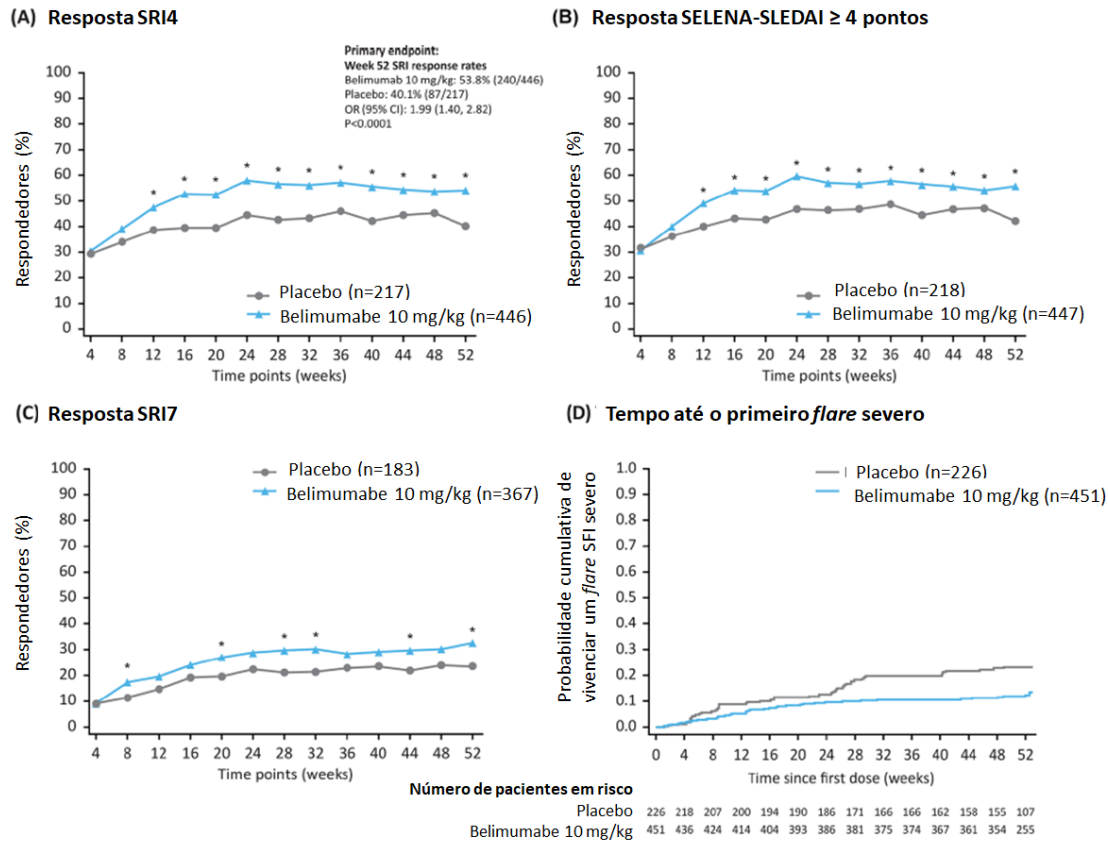 (A) Resposta SRI4
Primary endpoint:
Week 52 SRI response rates
Belimumab 10 mg/kg: 53.8% (240/446)
Placebo: 40.1% (87/217)
OR (95% CI): 1.99 (1.40, 2.82)
P<0.0001
Respondedores (%)
100
90
80
70
60
50
40
30
20
10
0
* * * * * * * * * * *
Placebo (n=217)
Belimumabe 10 mg/kg (n=446)
4 8 12 16 20 24 28 32 36 40 44 48 52
Time points (weeks)
(B) Resposta SELENA-SLEDAI ≥ 4 pontos
Respondedores (%)
100
90
80
70
60
50
40
30
20
10
0
* * * * * * * * * * *
Placebo (n=218)
Belimumabe 10 mg/kg (n=447)
4 8 12 16 20 24 28 32 36 40 44 48 52
Time points (weeks)
(C) Resposta SRI7
Placebo (n=183)
Belimumabe 10 mg/kg (n=367)
Respondedores (%)
100
90
80
70
60
50
40
30
20
10
0
* * * * * *
4 8 12 16 20 24 28 32 36 40 44 48 52
Time points (weeks)
(D) Tempo até o primeiro flare severo
Placebo (n=226)
Belimumabe 10 mg/kg (n=451)
Probabilidade cumulativa de
vivenciar um flare SFI severo
1.0
0.9
0.8
0.7
0.6
0.5
0.4
0.3
0.2
0.1
0.0
0 4 8 12 16 20 24 28 32 36 40 44 48 52
Time since first dose (weeks)
Número de pacientes em risco
Placebo 226 218 207 200 194 190 186 171 166 166 162 158 155 107
Belimumabe 10 mg/kg 451 436 424 414 404 393 386 381 375 374 367 361 354 255